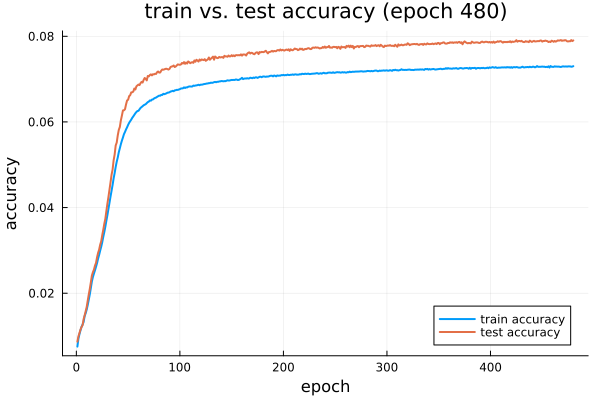 train vs. test accuracy (epoch 480)
0.08
0.06
0.04
0.02
accuracy
train accuracy
test accuracy
0 100 200 300 400
epoch